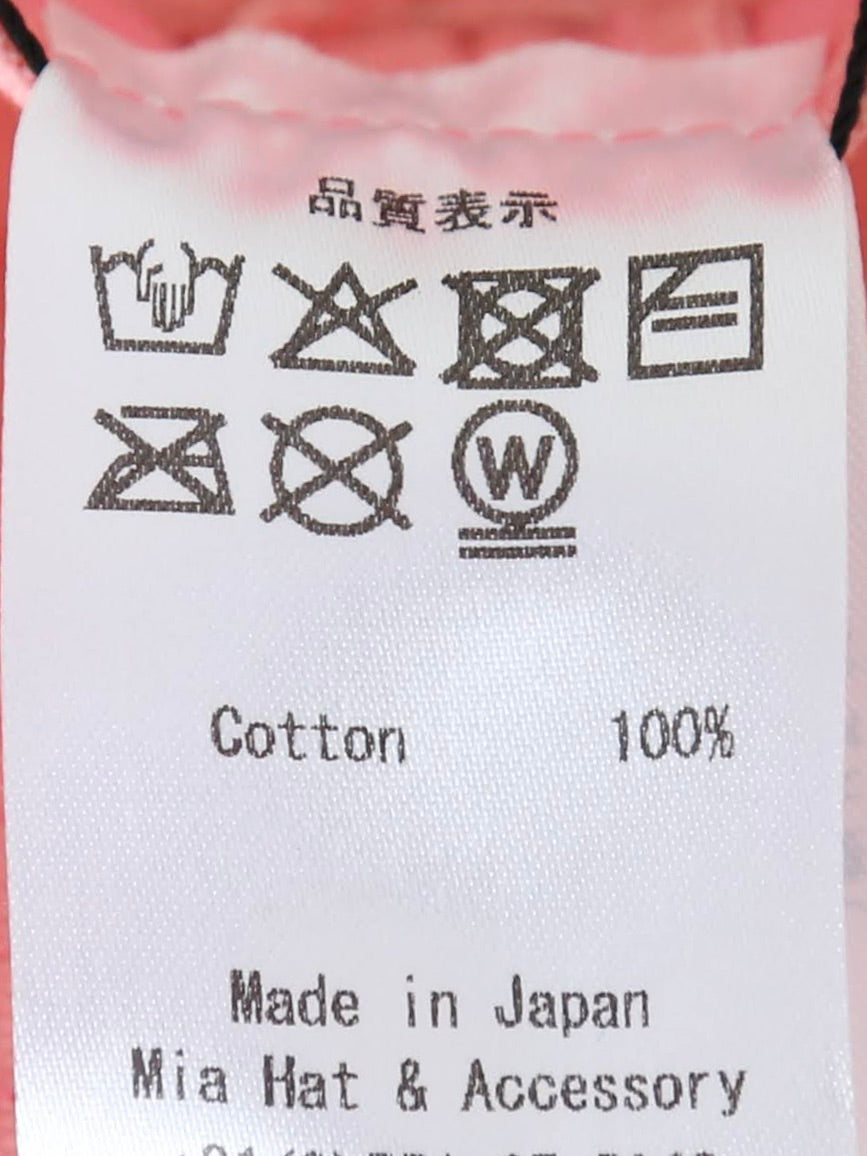 品質表示
W
Cotton 100%
Made in Japan
Mia Hat & Accessory